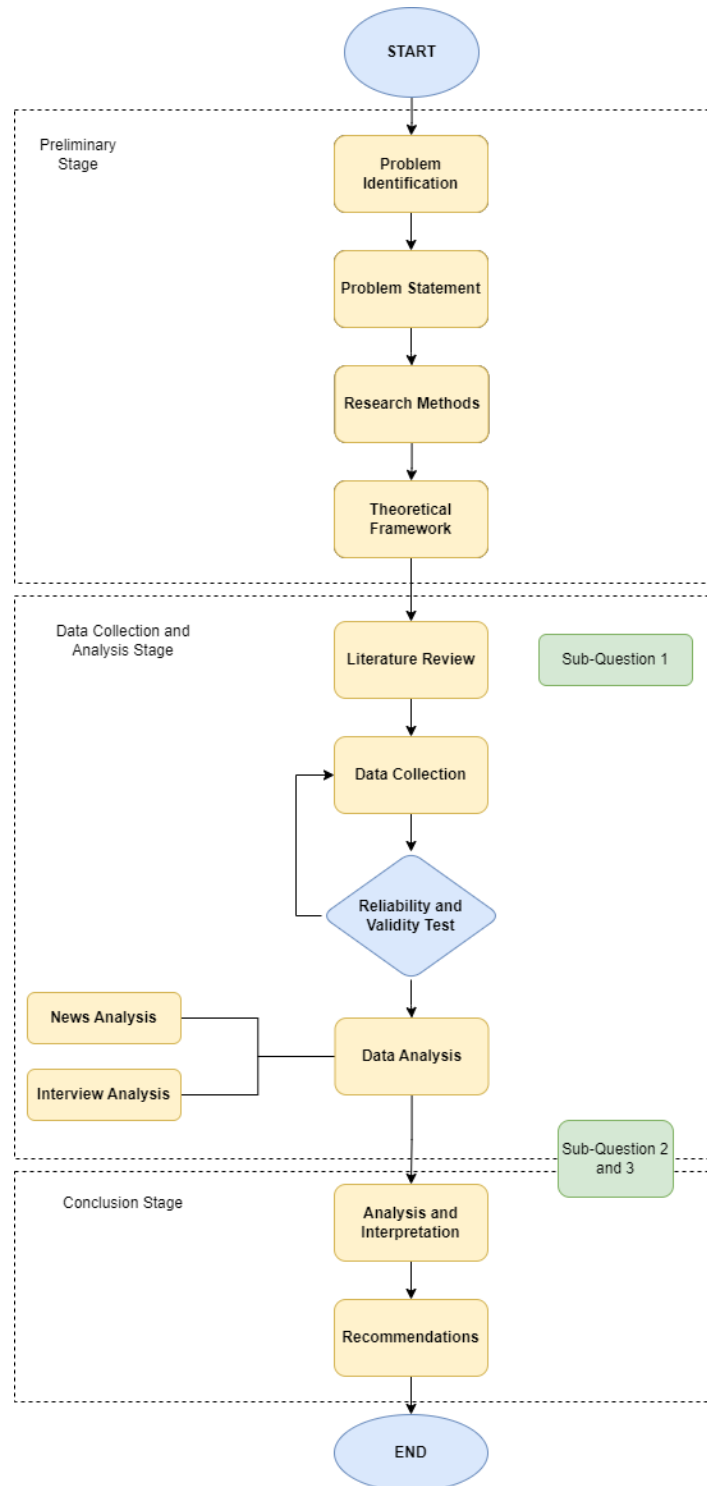 START
Preliminary
Stage
Problem
Identification
Problem Statement
Research Methods
Theoretical
Framework
Data Collection and
Analysis Stage
Literature Review
Sub-Question 1
Data Collection
Reliability and
Validity Test
News Analysis
Data Analysis
Interview Analysis
Sub-Question 2
and 3
Conclusion Stage
Analysis and
Interpretation
Recommendations
END